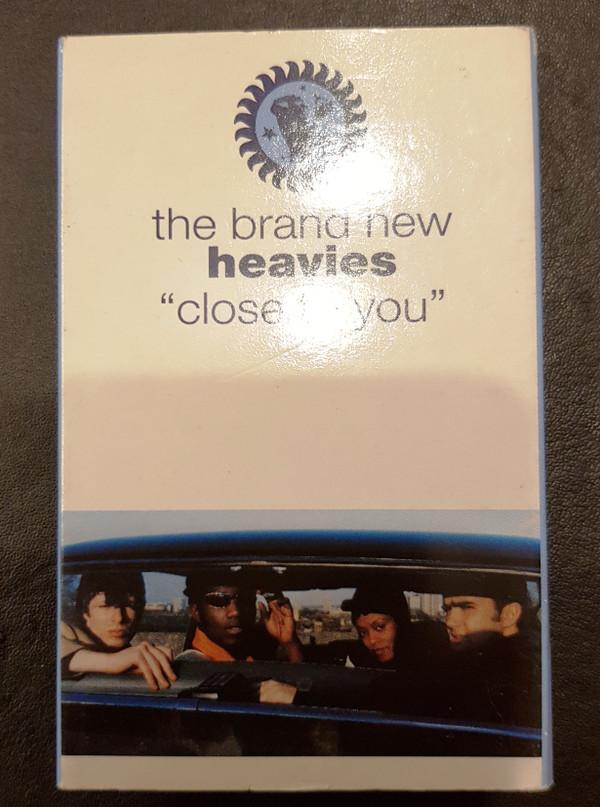 the brand new
heavies
“close you”